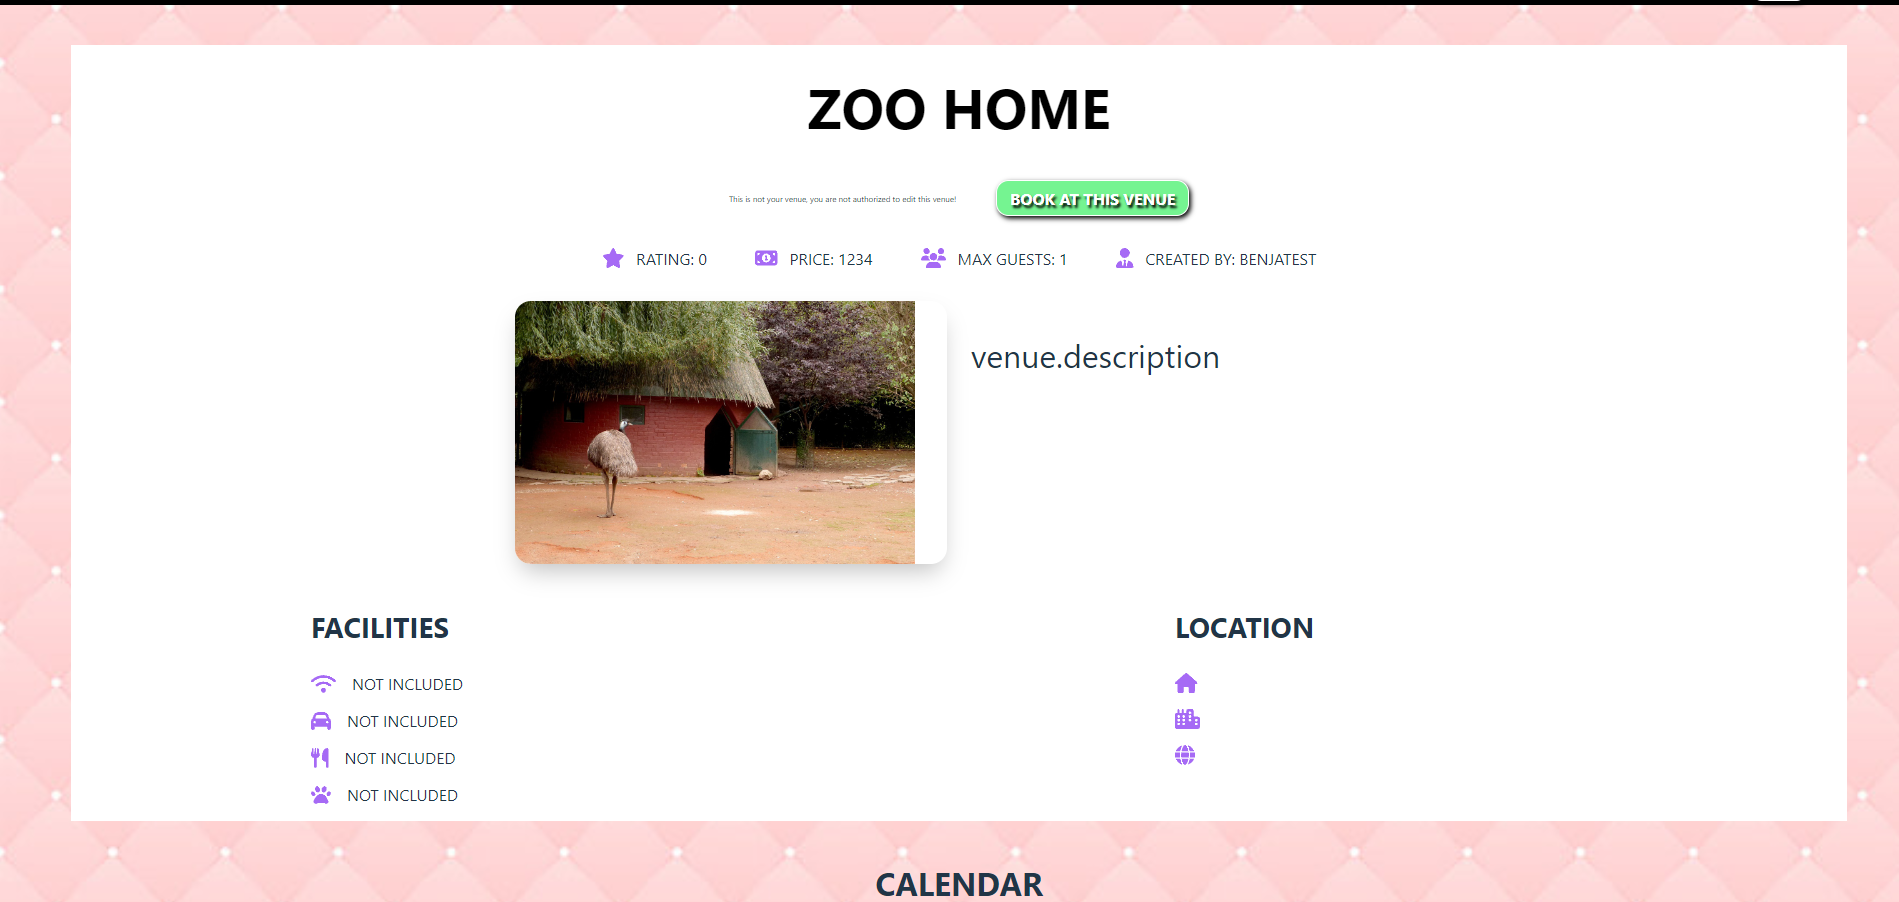 ZOO HOME
This is not your venue, you are not authorized to edit this venue!
BOOK AT THIS VENUE
RATING: 0
PRICE: 1234
MAX GUESTS: 1
CREATED BY: BENJATEST
venue.description
FACILITIES
NOT INCLUDED
NOT INCLUDED
NOT INCLUDED
NOT INCLUDED
LOCATION
CALENDAR